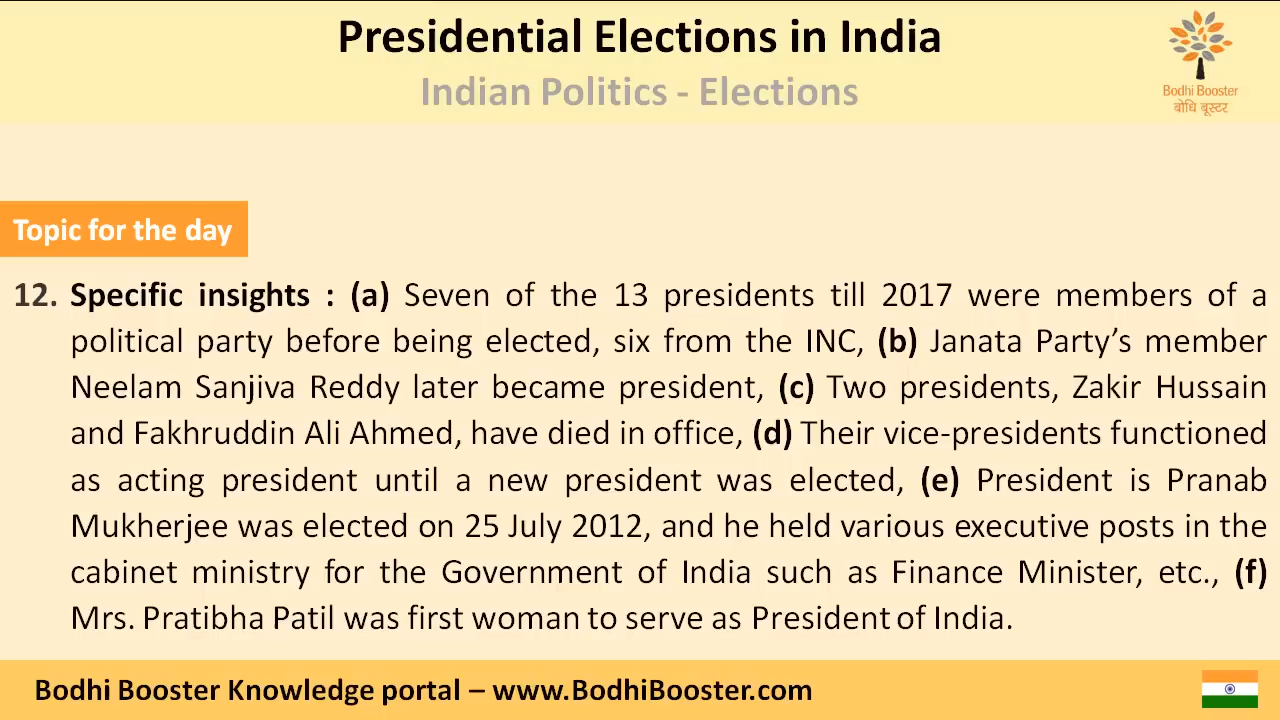 Presidential Elections in India
Indian Politics - Elections
Bodhi Booster
बोधि बूस्टर
Topic for the day
12. Specific insights : (a) Seven of the 13 presidents till 2017 were members of a
political party before being elected, six from the INC, (b) Janata Party’s member
Neelam Sanjiva Reddy later became president, (c) Two presidents, Zakir Hussain
and Fakhruddin Ali Ahmed, have died in office, (d) Their vice-presidents functioned
as acting president until a new president was elected, (e) President is Pranab
Mukherjee was elected on 25 July 2012, and he held various executive posts in the
cabinet ministry for the Government of India such as Finance Minister, etc., (f)
Mrs. Pratibha Patil was first woman to serve as President of India.
Bodhi Booster Knowledge portal – www.BodhiBooster.com